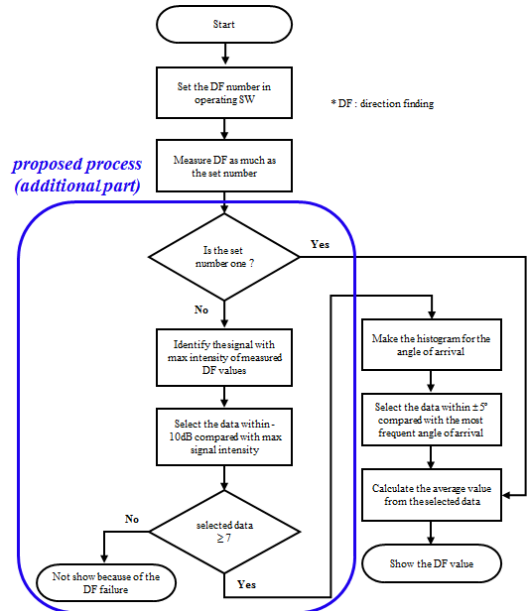 Start
Set the DF number in
operating SW
* DF : direction finding
Measure DF as much as
the set number
proposed process
(additional part)
Is the set
number one ?
Yes
No
Identify the signal with
max intensity of measured
DF values
Select the data within -
10dB compared with max
signal intensity
selected data
≥ 7
No
Yes
Not show because of the
DF failure
Make the histogram for the
angle of arrival
Select the data within ±5°
compared with the most
frequent angle of arrival
Calculate the average value
from the selected data
Show the DF value